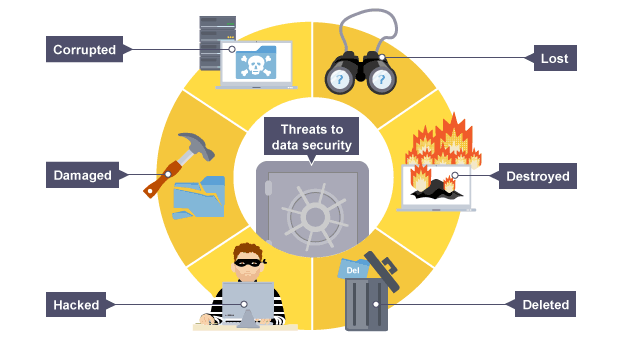 Corrupted
Lost
Threats to
data security
Damaged
Destroyed
Del
Hacked
Deleted
? ?